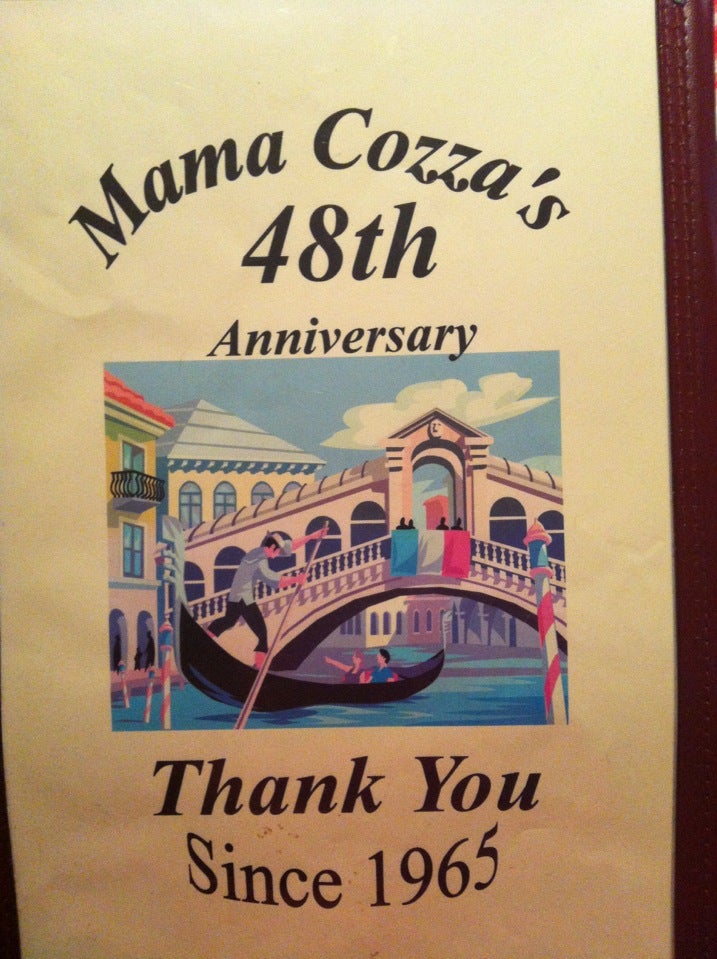 Mama Cozza's
48th
Anniversary
Thank You
Since 1965